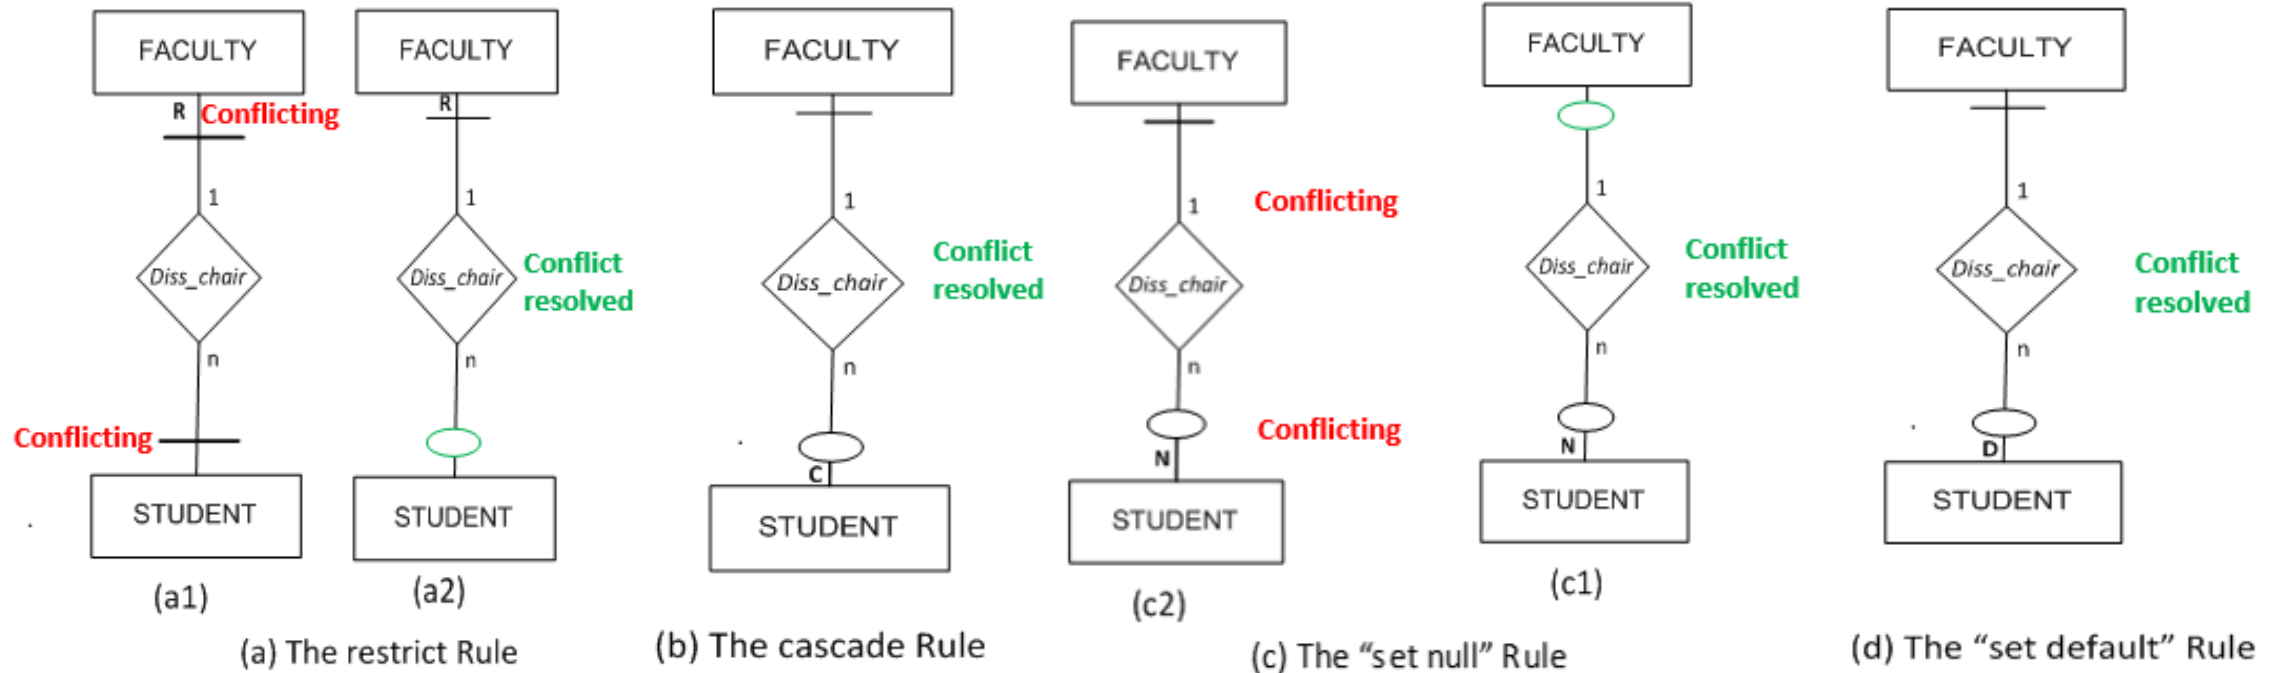 FACULTY
R
Conflicting
1
Diss_chair
n
Conflicting
STUDENT
(a1)
FACULTY
R
1
Diss_chair
Conflict
resolved
n
STUDENT
(a2)
(a) The restrict Rule
FACULTY
1
Diss_chair
Conflict
resolved
n
C
STUDENT
(b) The cascade Rule
FACULTY
Conflicting
1
Diss_chair
n
Conflicting
N
STUDENT
(c2)
FACULTY
1
Diss_chair
Conflict
resolved
n
N
STUDENT
(c1)
(c) The “set null” Rule
FACULTY
1
Diss_chair
Conflict
resolved
n
D
STUDENT
(d) The “set default” Rule